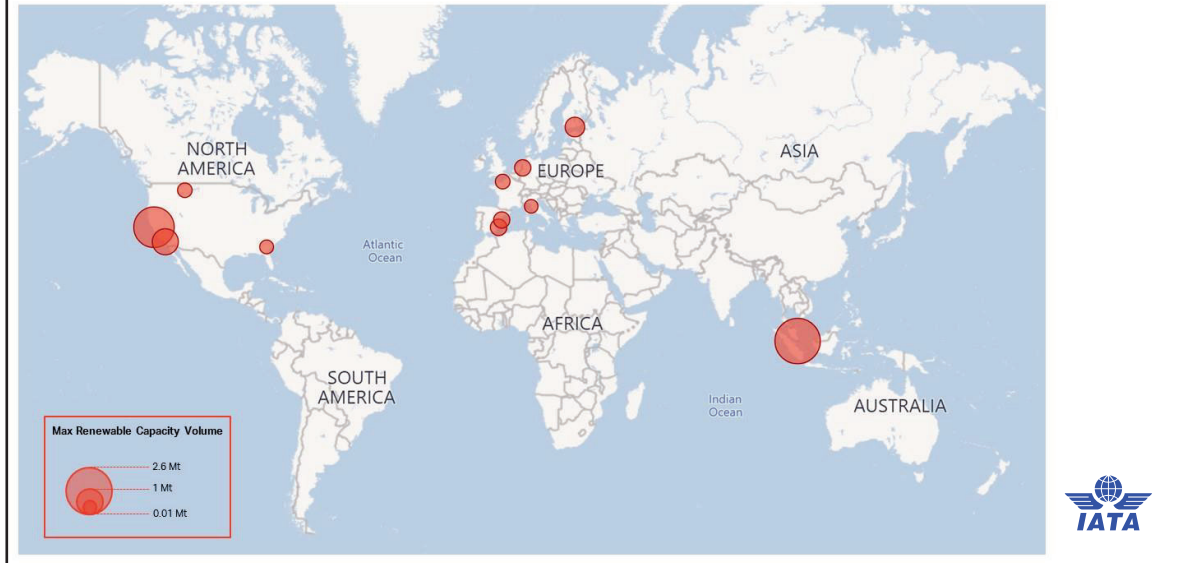 NORTH
AMERICA
EUROPE
ASIA
Atlantic
Ocean
AFRICA
SOUTH
AMERICA
Indian
Ocean
AUSTRALIA
Max Renewable Capacity Volume
2.6 Mt
1 Mt
0.01 Mt
IATA